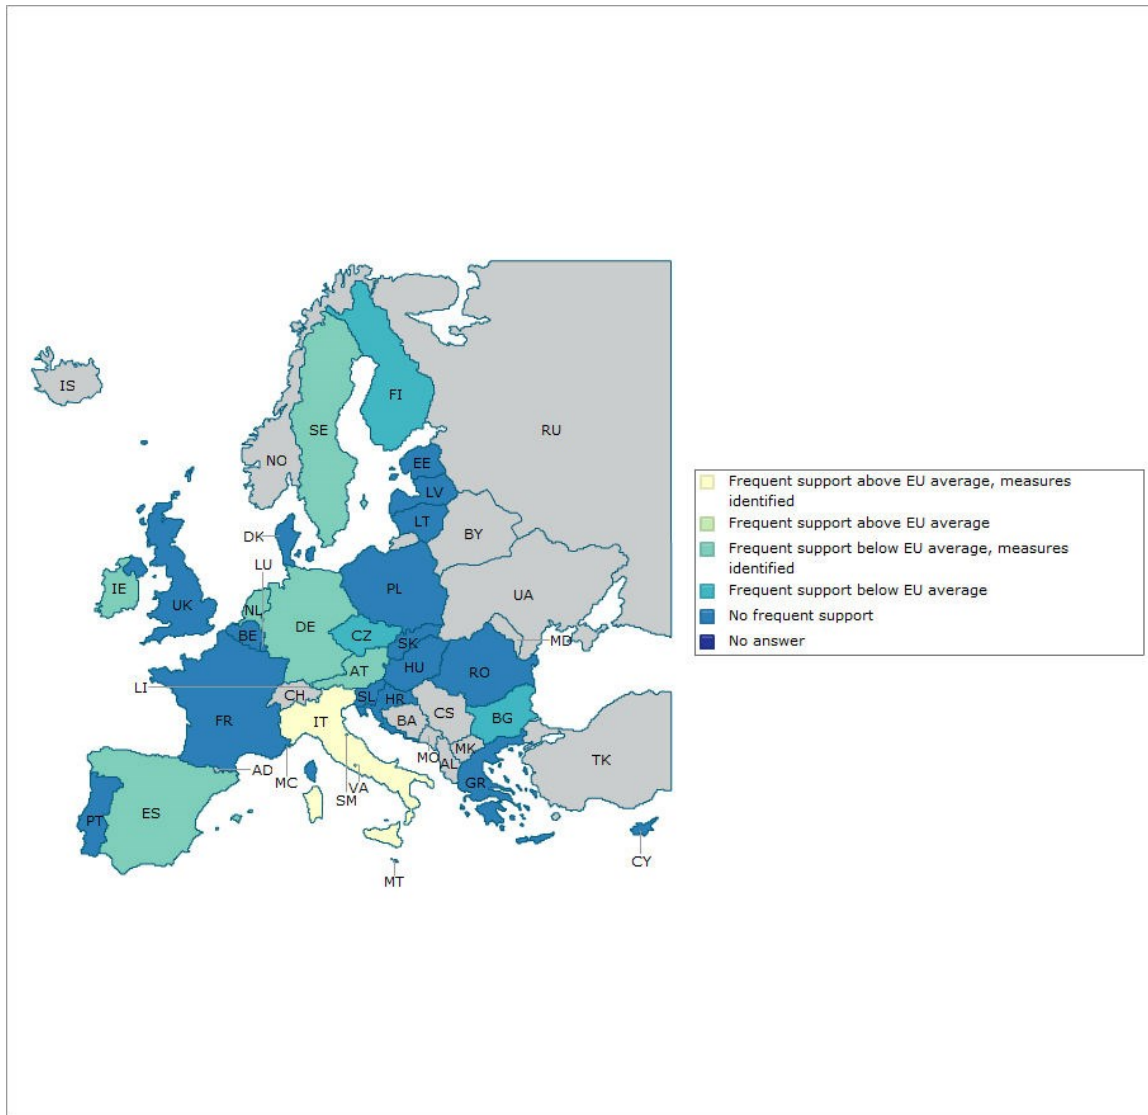 IS
FI
SE
RU
NO
EE
LV
DK
LT
BY
LU
IE
UK
NL
PL
UA
BE
DE
CZ
SK
MD
AT
HU
RO
LI
CH
SL
HR
FR
IT
BA
CS
BG
MO
MK
AL
TK
AD
MC
VA
SM
GR
PT
ES
CY
MT
Frequent support above EU average, measures
identified
Frequent support above EU average
Frequent support below EU average, measures
identified
Frequent support below EU average
No frequent support
No answer